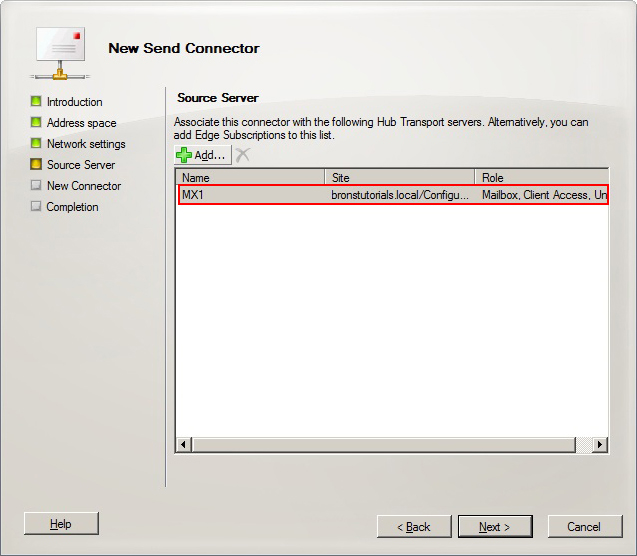 New Send Connector
Introduction
Address space
Network settings
Source Server
New Connector
Completion
Source Server
Associate this connector with the following Hub Transport servers. Alternatively, you can
add Edge Subscriptions to this list.
Add...
Name Site Role
MX1 bronstutorials.local/Configu... Mailbox, Client Access, Un
Help
< Back
Next >
Cancel